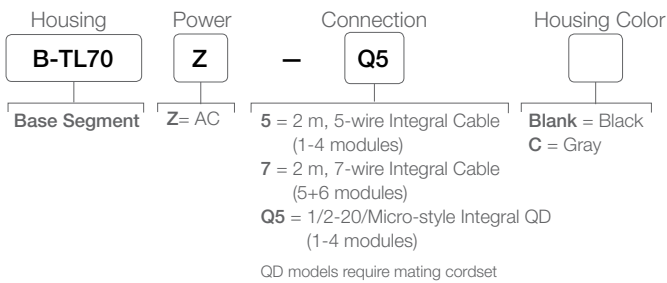 Housing Power Connection Housing Color
B-TL70 Z – Q5
Base Segment
Z= AC
5 = 2 m, 5-wire Integral Cable
(1-4 modules)
7 = 2 m, 7-wire Integral Cable
(5+6 modules)
Q5 = 1/2-20/Micro-style Integral QD
(1-4 modules)
QD models require mating cordset
Blank = Black
C = Gray